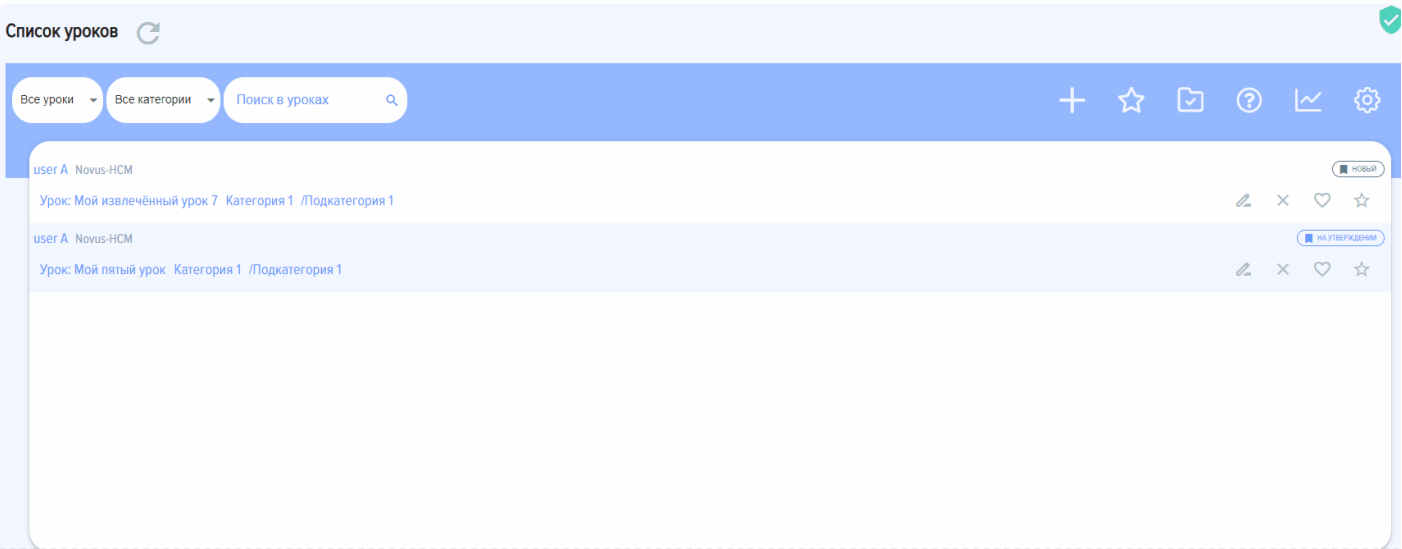 Список уроков
Все уроки Все категории Поиск в уроках
user A Novus-HCM НОВЫЙ
Урок: Мой извлечённый урок 7 Категория 1 /Подкатегория 1
user A Novus-HCM НА УТВЕРЖДЕНИИ
Урок: Мой пятый урок Категория 1 /Подкатегория 1